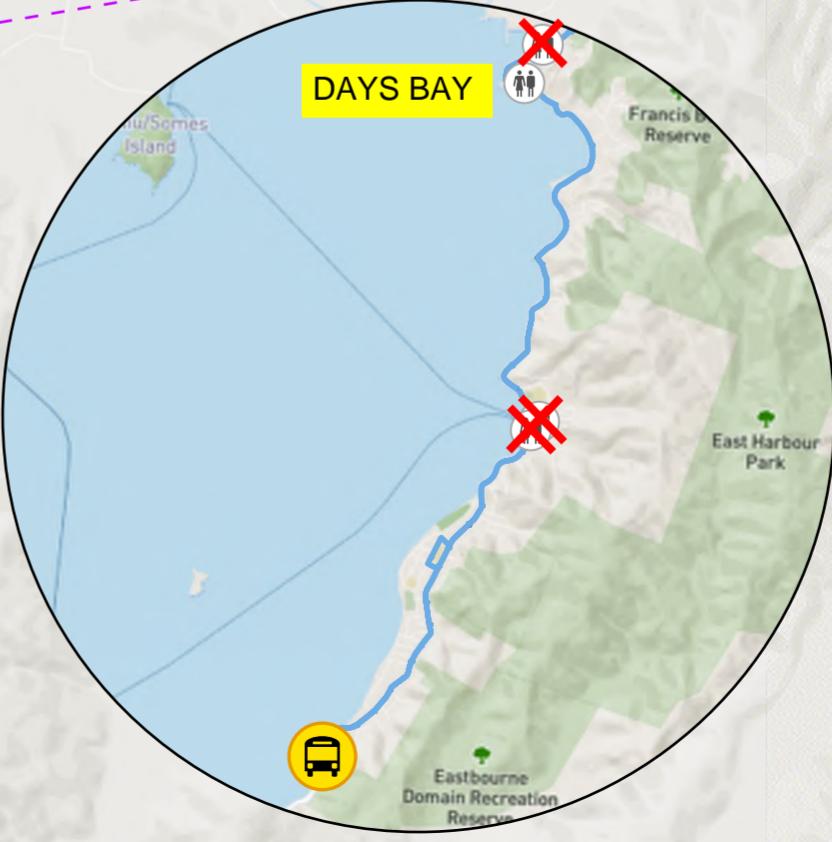 DAYS BAY
Island
Francis
Reserve
East Harbour
Park
Eastbourne
Domain Recreation
Reserve